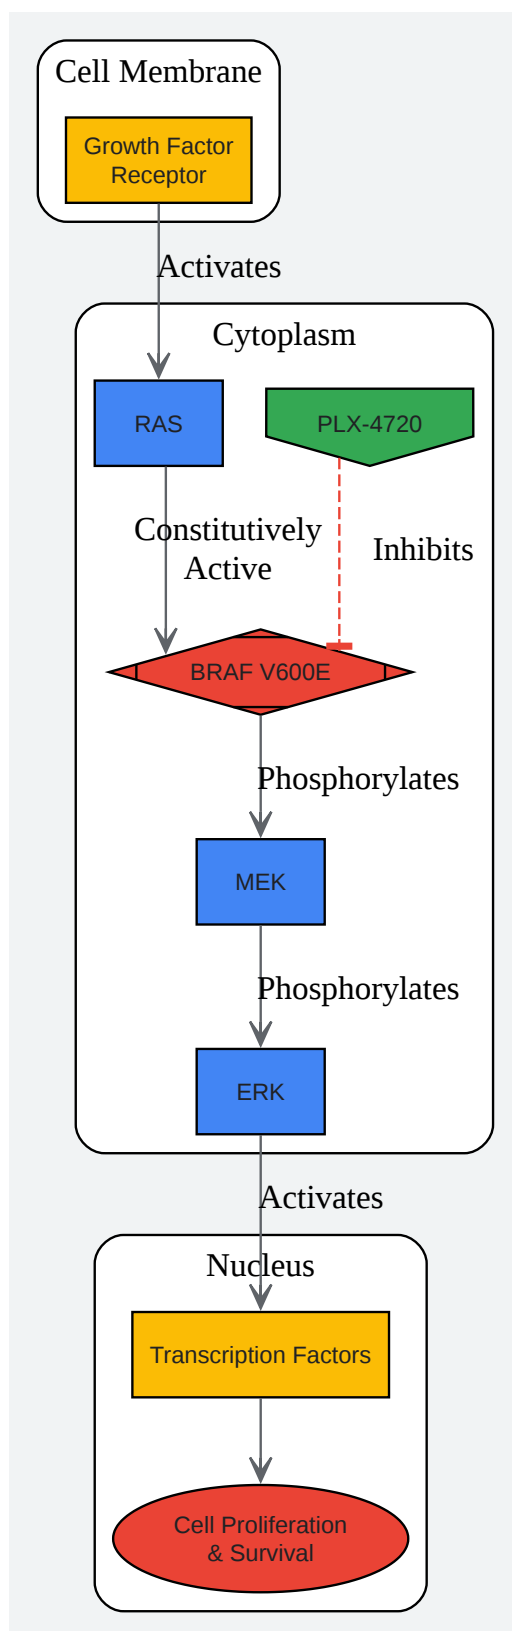 Cell Membrane
Growth Factor
Receptor
Activates
Cytoplasm
RAS
PLX-4720
Constitutively
Active
Inhibits
BRAF V600E
Phosphorylates
MEK
Phosphorylates
ERK
Activates
Nucleus
Transcription Factors
Cell Proliferation
& Survival